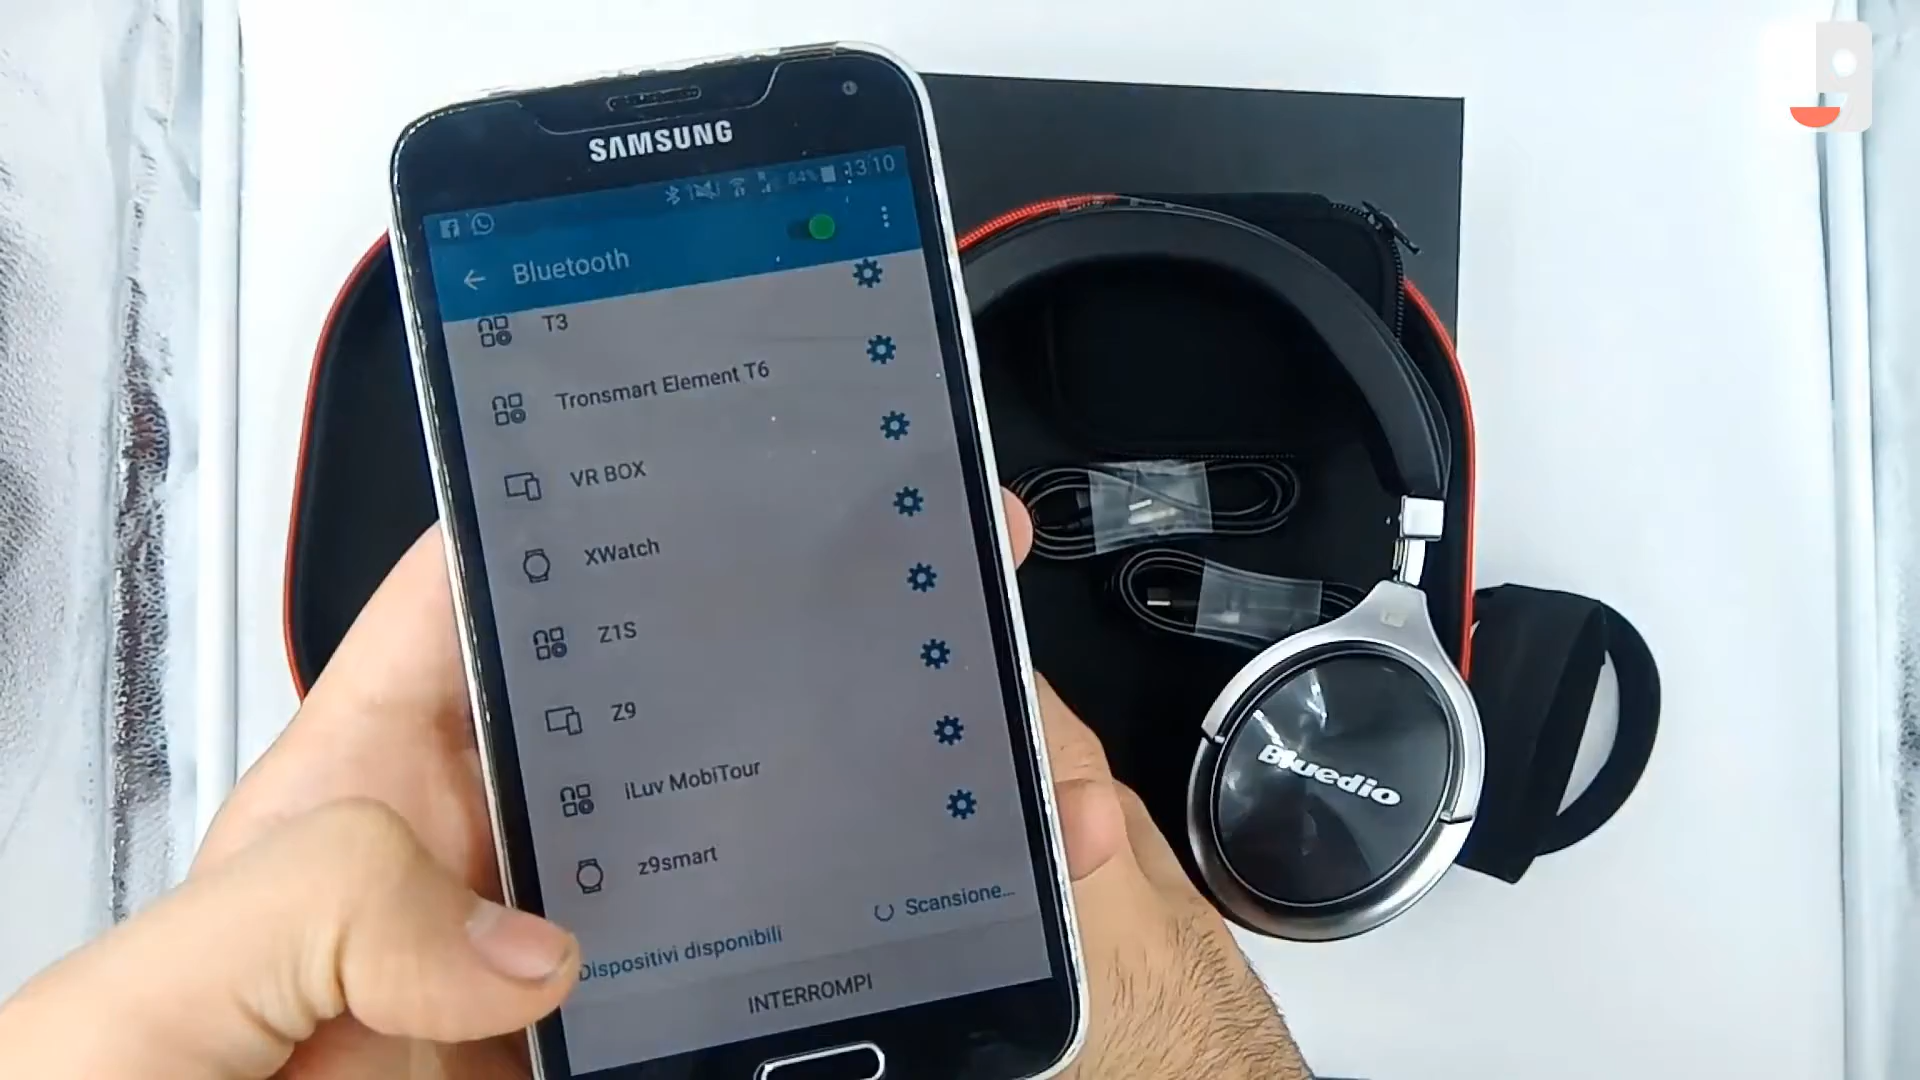 SAMSUNG
84% 13:10
Bluetooth
T3
Tronsmart Element T6
VR BOX
XWatch
Z1S
Z9
iLuv MobiTour
z9smart
Dispositivi disponibili
Scansione...
INTERROMPI
Bluedio